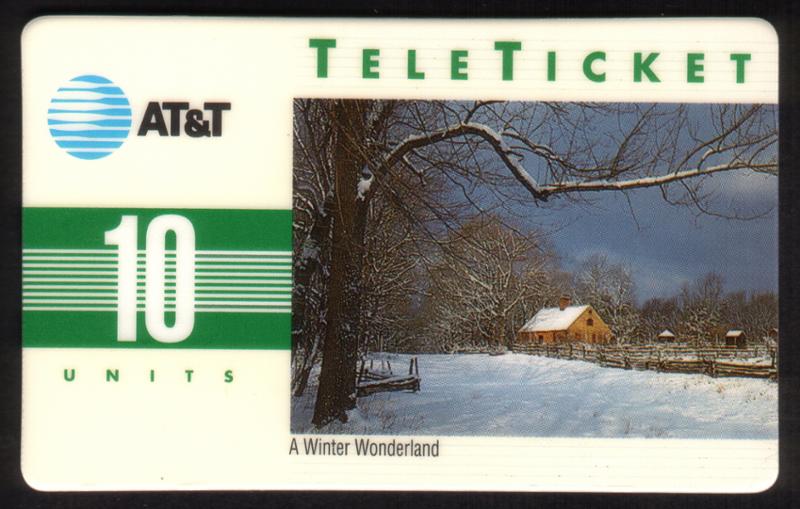 TELETICKET
AT&T
10
UNITS
A Winter Wonderland